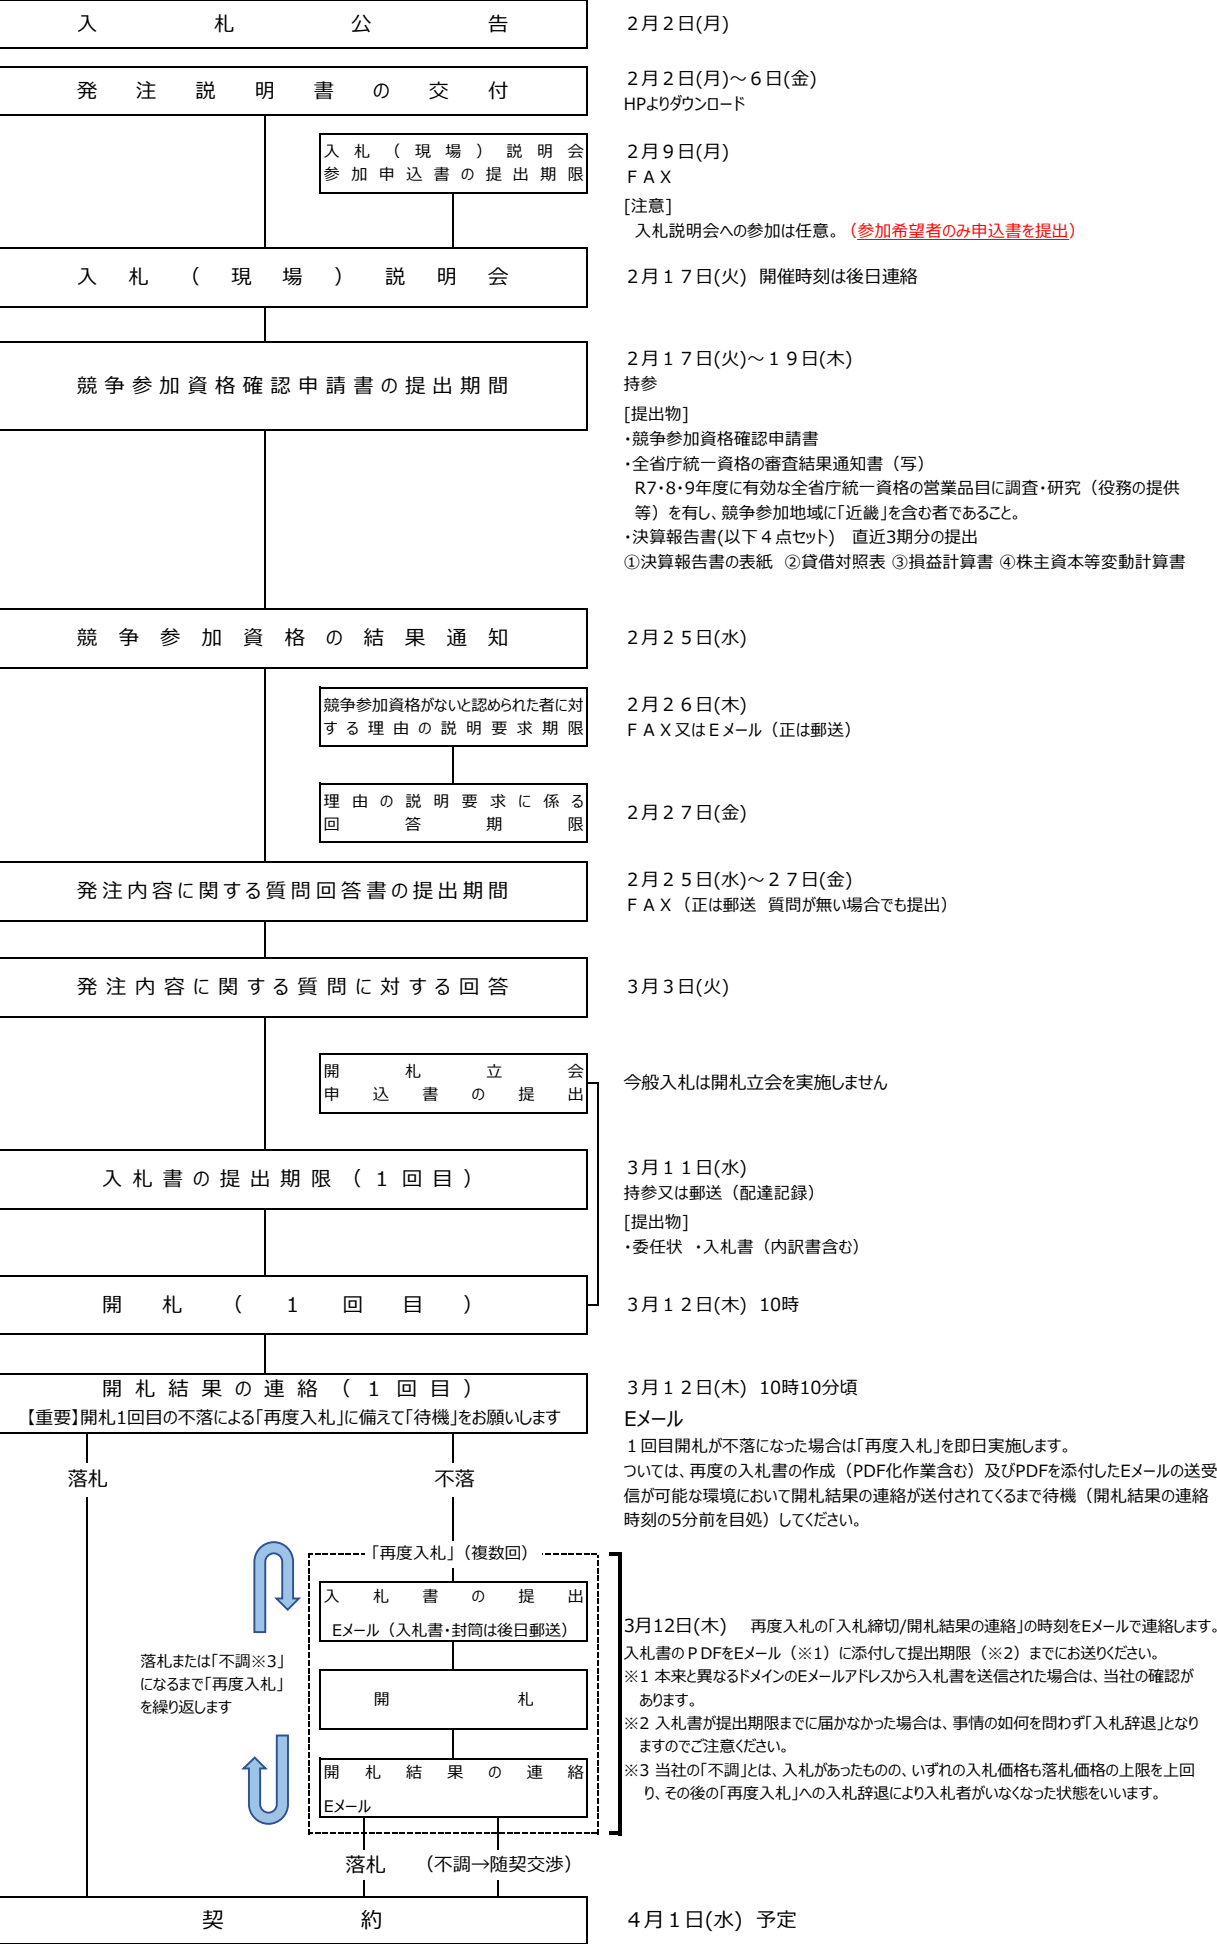 入札公告
2月2日(月)
発注説明書の交付
2月2日(月)～6日(金)
HPよりダウンロード
入札(現場)説明会
参加申込書の提出期限
2月9日(月)
ＦＡＸ
[注意]
入札説明会への参加は任意。（参加希望者のみ申込書を提出）
入札(現場)説明会
2月１７日(火) 開催時刻は後日連絡
競争参加資格確認申請書の提出期間
2月１７日(火)～１９日(木)
持参
[提出物]
・競争参加資格確認申請書
・全省庁統一資格の審査結果通知書（写）
R7・8・9年度に有効な全省庁統一資格の営業品目に調査・研究（役務の提供
等）を有し、競争参加地域に「近畿」を含む者であること。
・決算報告書(以下４点セット)　直近3期分の提出
①決算報告書の表紙 ②貸借対照表 ③損益計算書 ④株主資本等変動計算書
競争参加資格の結果通知
2月２５日(水)
競争参加資格がないと認められた者に対
する理由の説明要求期限
2月２６日(木)
ＦＡＸ又はＥメール（正は郵送）
理由の説明要求に係る
回答期限
2月２７日(金)
発注内容に関する質問回答書の提出期間
2月２５日(水)～２７日(金)
ＦＡＸ（正は郵送 質問が無い場合でも提出）
発注内容に関する質問に対する回答
3月3日(火)
開札立会
申込書の提出
今般入札は開札立会を実施しません
入札書の提出期限(1回目)
3月１１日(水)
持参又は郵送（配達記録）
[提出物]
・委任状 ・入札書（内訳書含む）
開札(1回目)
3月１２日(木) 10時
開札結果の連絡(1回目)
【重要】開札1回目の不落による「再度入札」に備えて「待機」をお願いします
3月１２日(木) 10時10分頃
Eメール
１回目開札が不落になった場合は「再度入札」を即日実施します。
ついては、再度の入札書の作成（PDF化作業含む）及びPDFを添付したEメールの送受
信が可能な環境において開札結果の連絡が送付されてくるまで待機（開札結果の連絡
時刻の5分前を目処）してください。
落札
不落
「再度入札」（複数回）
入札書の提出
Eメール（入札書・封筒は後日郵送）
開札
開札結果の連絡
Eメール
落札または「不調※3」
になるまで「再度入札」
を繰り返します
3月12日(木)　再度入札の「入札締切/開札結果の連絡」の時刻をEメールで連絡します。
入札書のＰＤFをEメール（※1）に添付して提出期限（※2）までにお送りください。
※1 本来と異なるドメインのEメールアドレスから入札書を送信された場合は、当社の確認が
あります。
※2 入札書が提出期限までに届かなかった場合は、事情の如何を問わず「入札辞退」となり
ますのでご注意ください。
※3 当社の「不調」とは、入札があったものの、いずれの入札価格も落札価格の上限を上回
り、その後の「再度入札」への入札辞退により入札者がいなくなった状態をいいます。
落札
（不調→随契交渉）
契約
4月1日(水) 予定